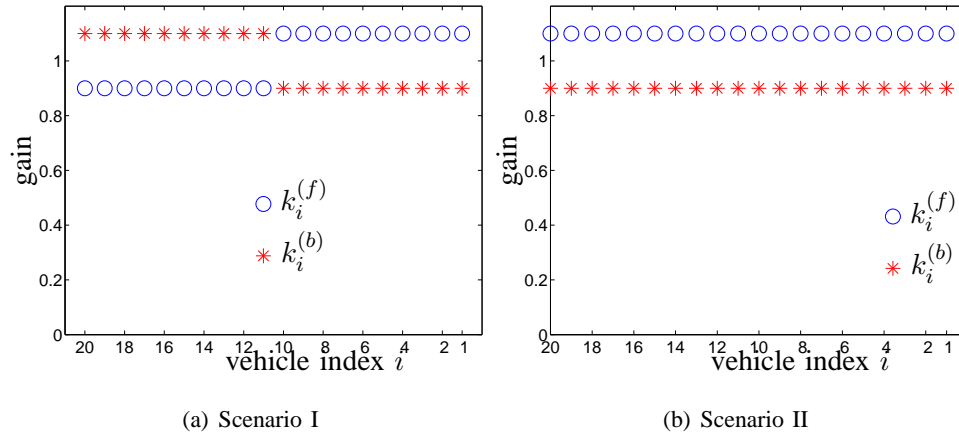 1
0.8
0.6
0.4
0.2
0
gain
k_i^{(f)}
k_i^{(b)}
20 18 16 14 12 10 8 6 4 2 1
vehicle index i
(a) Scenario I
1
0.8
0.6
0.4
0.2
0
gain
k_i^{(f)}
k_i^{(b)}
20 18 16 14 12 10 8 6 4 2 1
vehicle index i
(b) Scenario II